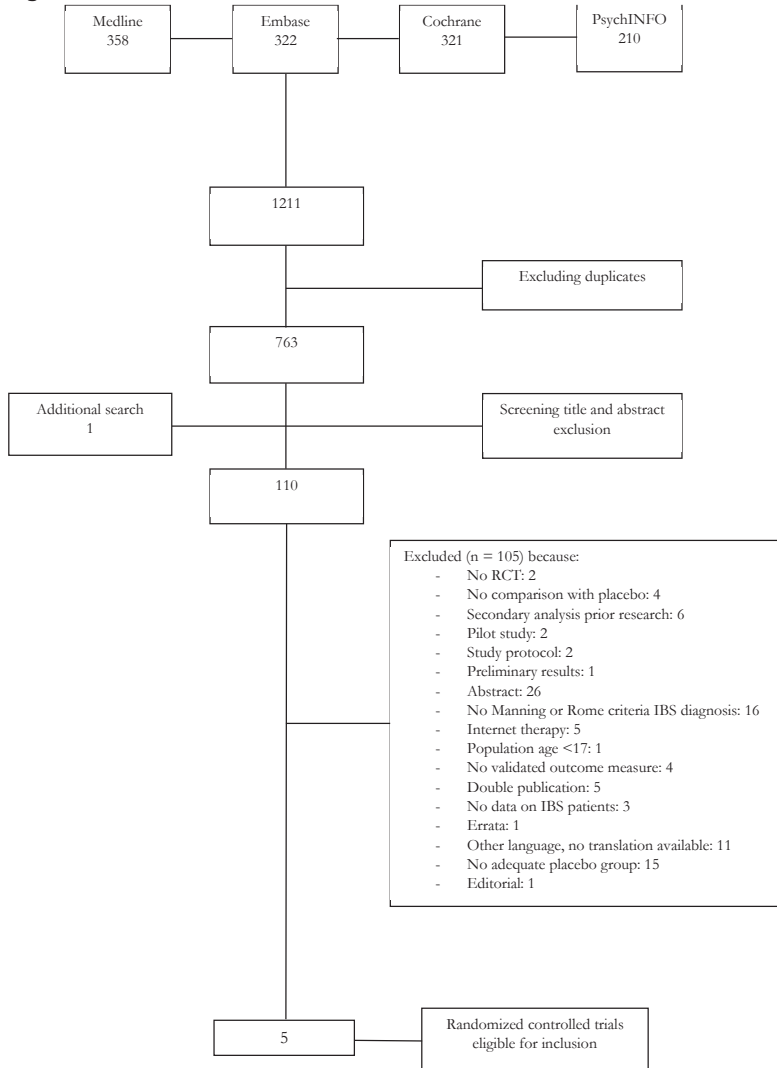 Medline
358
Embase
322
Cochrane
321
PsychINFO
210
1211
Excluding duplicates
763
Additional search
1
Screening title and abstract
exclusion
110
Excluded (n = 105) because:
- No RCT: 2
- No comparison with placebo: 4
- Secondary analysis prior research: 6
- Pilot study: 2
- Study protocol: 2
- Preliminary results: 1
- Abstract: 26
- No Manning or Rome criteria IBS diagnosis: 16
- Internet therapy: 5
- Population age <17: 1
- No validated outcome measure: 4
- Double publication: 5
- No data on IBS patients: 3
- Errata: 1
- Other language, no translation available: 11
- No adequate placebo group: 15
- Editorial: 1
5
Randomized controlled trials
eligible for inclusion